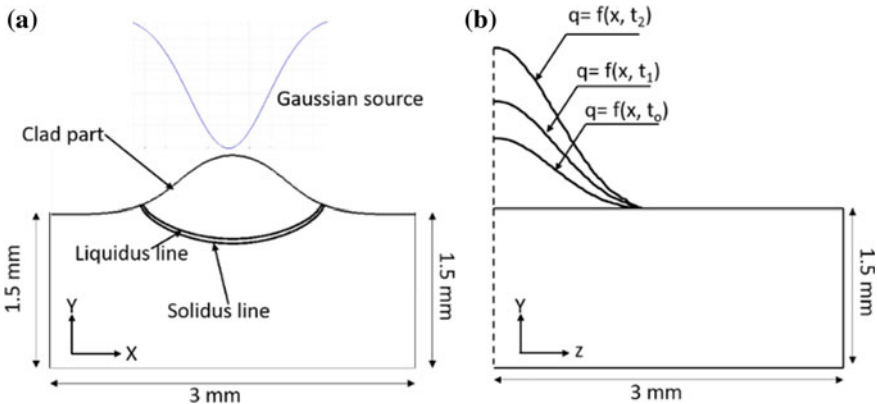 (a)
Gaussian source
Clad part
Liquidus line
Solidus line
1.5 mm
1.5 mm
Y
X
3 mm
(b)
q= f(x, t₂)
q= f(x, t₁)
q= f(x, tₒ)
1.5 mm
Y
z
3 mm